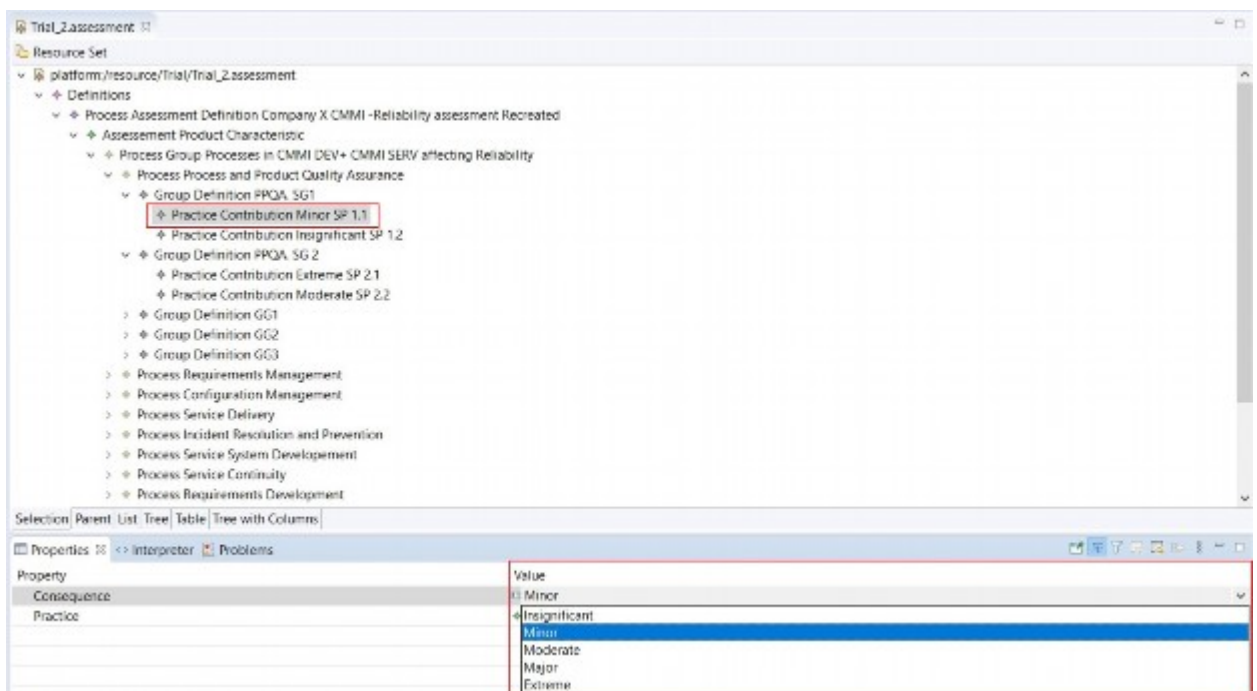 Trial_2.assessment
Resource Set
platform:/resource/Trial/Trial_2.assessment
Definitions
Process Assessment Definition Company X CMMI -Reliability assessment Recreated
Assessement Product Characteristic
Process Group Processes in CMMI DEV+ CMMI SERV affecting Reliability
Process Process and Product Quality Assurance
Group Definition PPQA. SG1
Practice Contribution Minor SP 1.1
Practice Contribution Insignificant SP 1.2
Group Definition PPQA. SG 2
Practice Contribution Extreme SP 2.1
Practice Contribution Moderate SP 2.2
Group Definition GG1
Group Definition GG2
Group Definition GG3
Process Requirements Management
Process Configuration Management
Process Service Delivery
Process Incident Resolution and Prevention
Process Service System Developement
Process Service Continuity
Process Requirements Development
Selection Parent List Tree Table Tree with Columns
Properties Interpreter Problems
Property Value
Consequence Minor
Practice Insignificant
Minor
Moderate
Major
Extreme